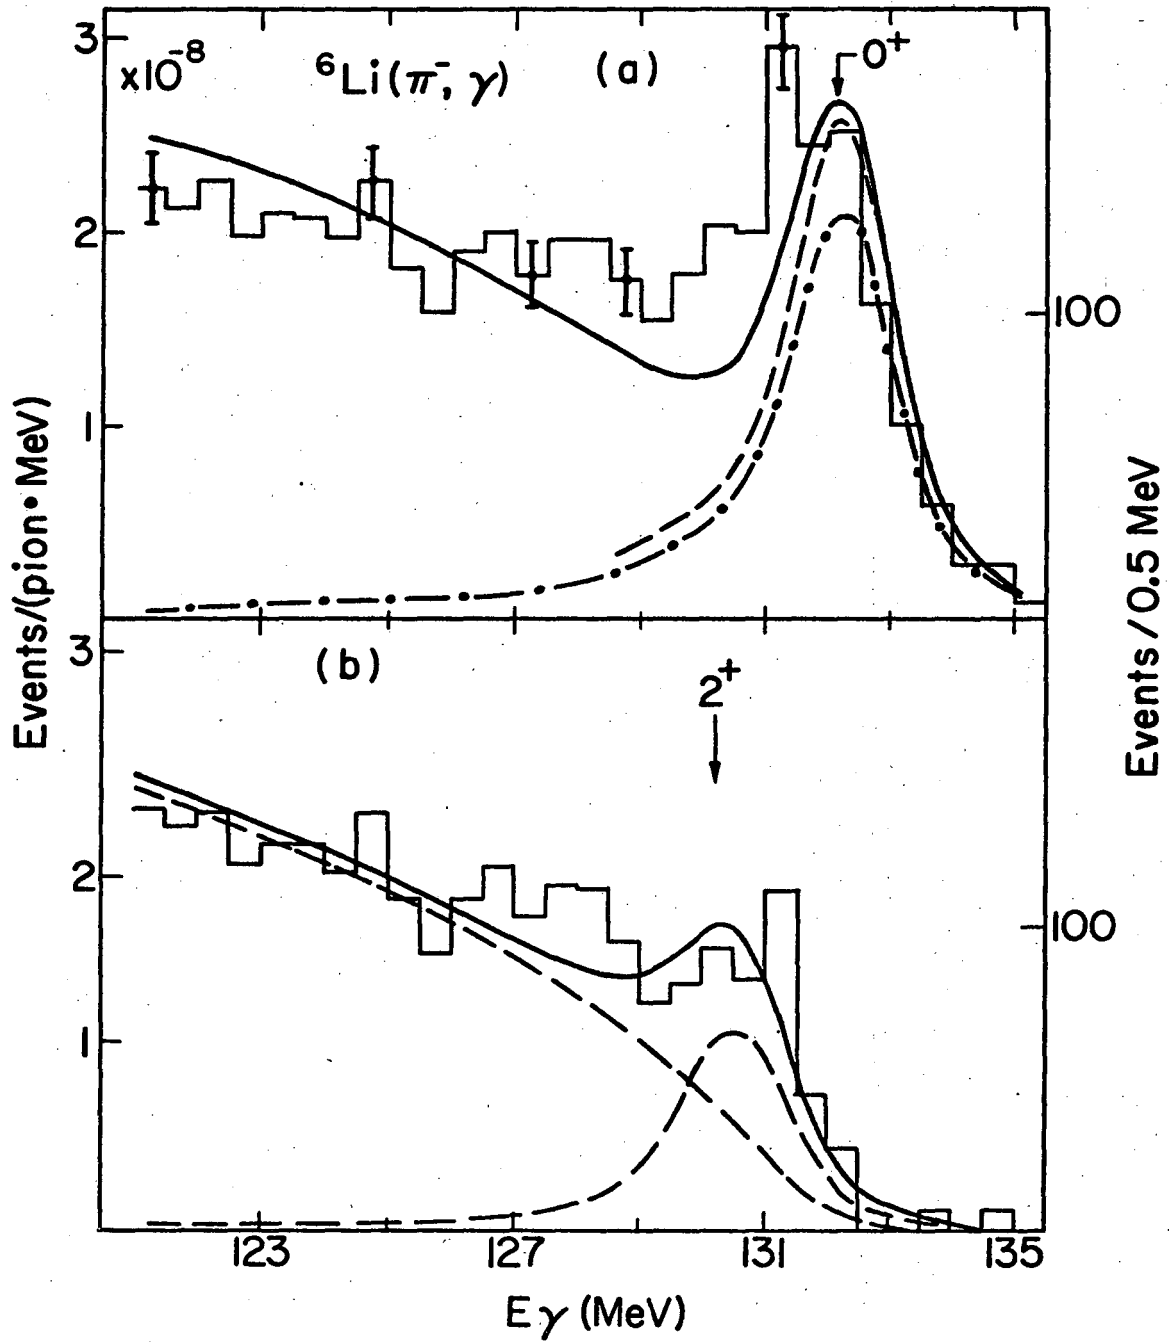 3
×10⁻⁸
⁶Li(π⁻, γ)
(a)
0⁺
2
1
100
Events/(pion•MeV)
Events/0.5 MeV
3
(b)
2⁺
2
1
100
123
127
131
135
Eγ (MeV)